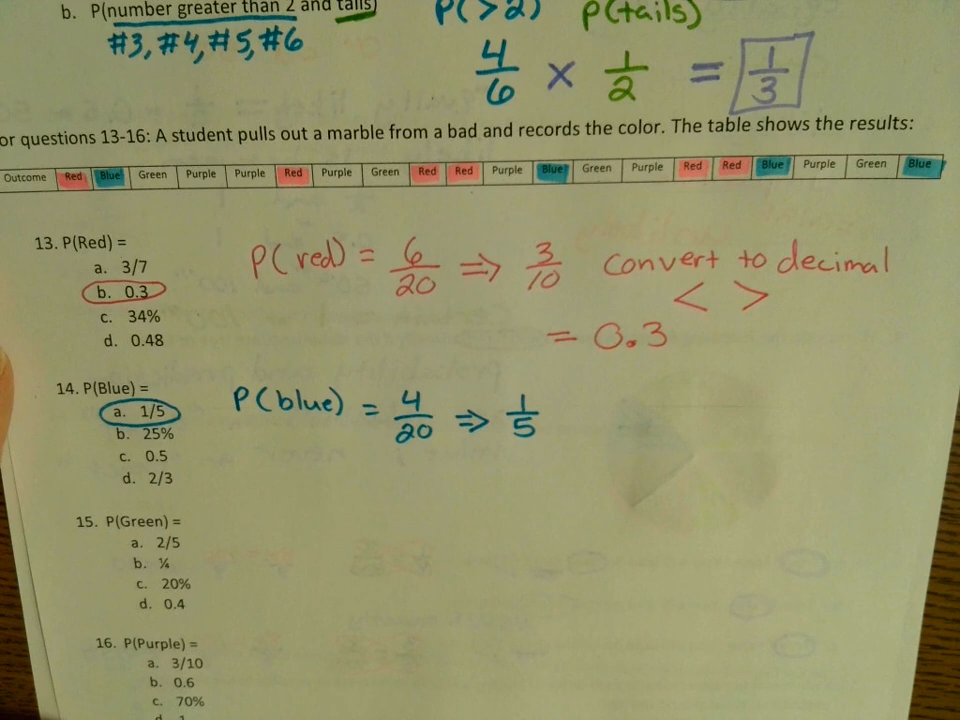 b. P(number greater than 2 and tails)
P(>2) P(tails)
#3, #4, #5, #6
4/6 x 1/2 = 1/3
or questions 13-16: A student pulls out a marble from a bad and records the color. The table shows the results:
Outcome Red Blue Green Purple Purple Red Purple Green Red Red Purple Blue Green Purple Red Red Blue Purple Green Blue
13. P(Red) =
P(red) = 6/20 => 3/10 convert to decimal
a. 3/7
< >
b. 0.3
c. 34%
= 0.3
d. 0.48
14. P(Blue) =
P(blue) = 4/20 => 1/5
a. 1/5
b. 25%
c. 0.5
d. 2/3
15. P(Green) =
a. 2/5
b. ¼
c. 20%
d. 0.4
16. P(Purple) =
a. 3/10
b. 0.6
c. 70%